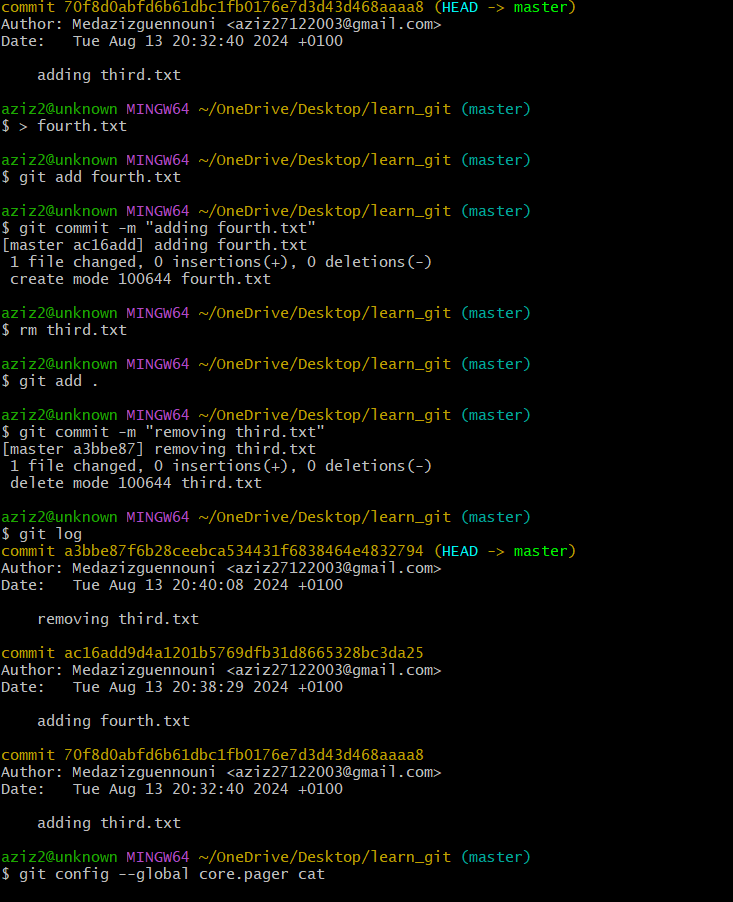 commit 70f8d0abfd6b61dbc1fb0176e7d3d43d468aaaa8 (HEAD -> master)
Author: Medazizguennouni <aziz27122003@gmail.com>
Date:   Tue Aug 13 20:32:40 2024 +0100
    adding third.txt
aziz2@unknown MINGW64 ~/OneDrive/Desktop/learn_git (master)
$ > fourth.txt
aziz2@unknown MINGW64 ~/OneDrive/Desktop/learn_git (master)
$ git add fourth.txt
aziz2@unknown MINGW64 ~/OneDrive/Desktop/learn_git (master)
$ git commit -m "adding fourth.txt"
[master ac16add] adding fourth.txt
 1 file changed, 0 insertions(+), 0 deletions(-)
 create mode 100644 fourth.txt
aziz2@unknown MINGW64 ~/OneDrive/Desktop/learn_git (master)
$ rm third.txt
aziz2@unknown MINGW64 ~/OneDrive/Desktop/learn_git (master)
$ git add .
aziz2@unknown MINGW64 ~/OneDrive/Desktop/learn_git (master)
$ git commit -m "removing third.txt"
[master a3bbe87] removing third.txt
 1 file changed, 0 insertions(+), 0 deletions(-)
 delete mode 100644 third.txt
aziz2@unknown MINGW64 ~/OneDrive/Desktop/learn_git (master)
$ git log
commit a3bbe87f6b28ceebca534431f6838464e4832794 (HEAD -> master)
Author: Medazizguennouni <aziz27122003@gmail.com>
Date:   Tue Aug 13 20:40:08 2024 +0100
    removing third.txt
commit ac16add9d4a1201b5769dfb31d8665328bc3da25
Author: Medazizguennouni <aziz27122003@gmail.com>
Date:   Tue Aug 13 20:38:29 2024 +0100
    adding fourth.txt
commit 70f8d0abfd6b61dbc1fb0176e7d3d43d468aaaa8
Author: Medazizguennouni <aziz27122003@gmail.com>
Date:   Tue Aug 13 20:32:40 2024 +0100
    adding third.txt
aziz2@unknown MINGW64 ~/OneDrive/Desktop/learn_git (master)
$ git config --global core.pager cat